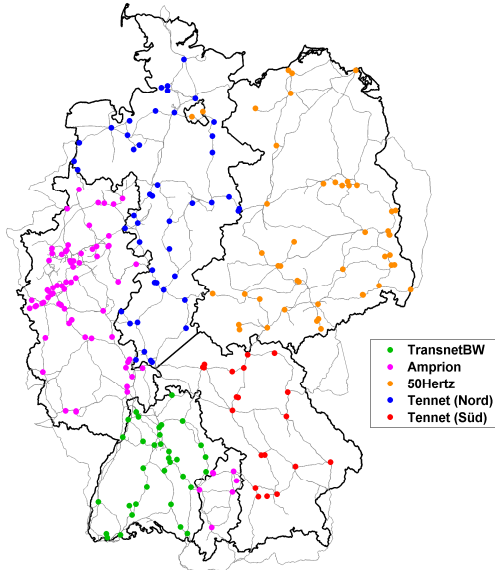 TransnetBW
Amprion
50Hertz
Tennet (Nord)
Tennet (Süd)